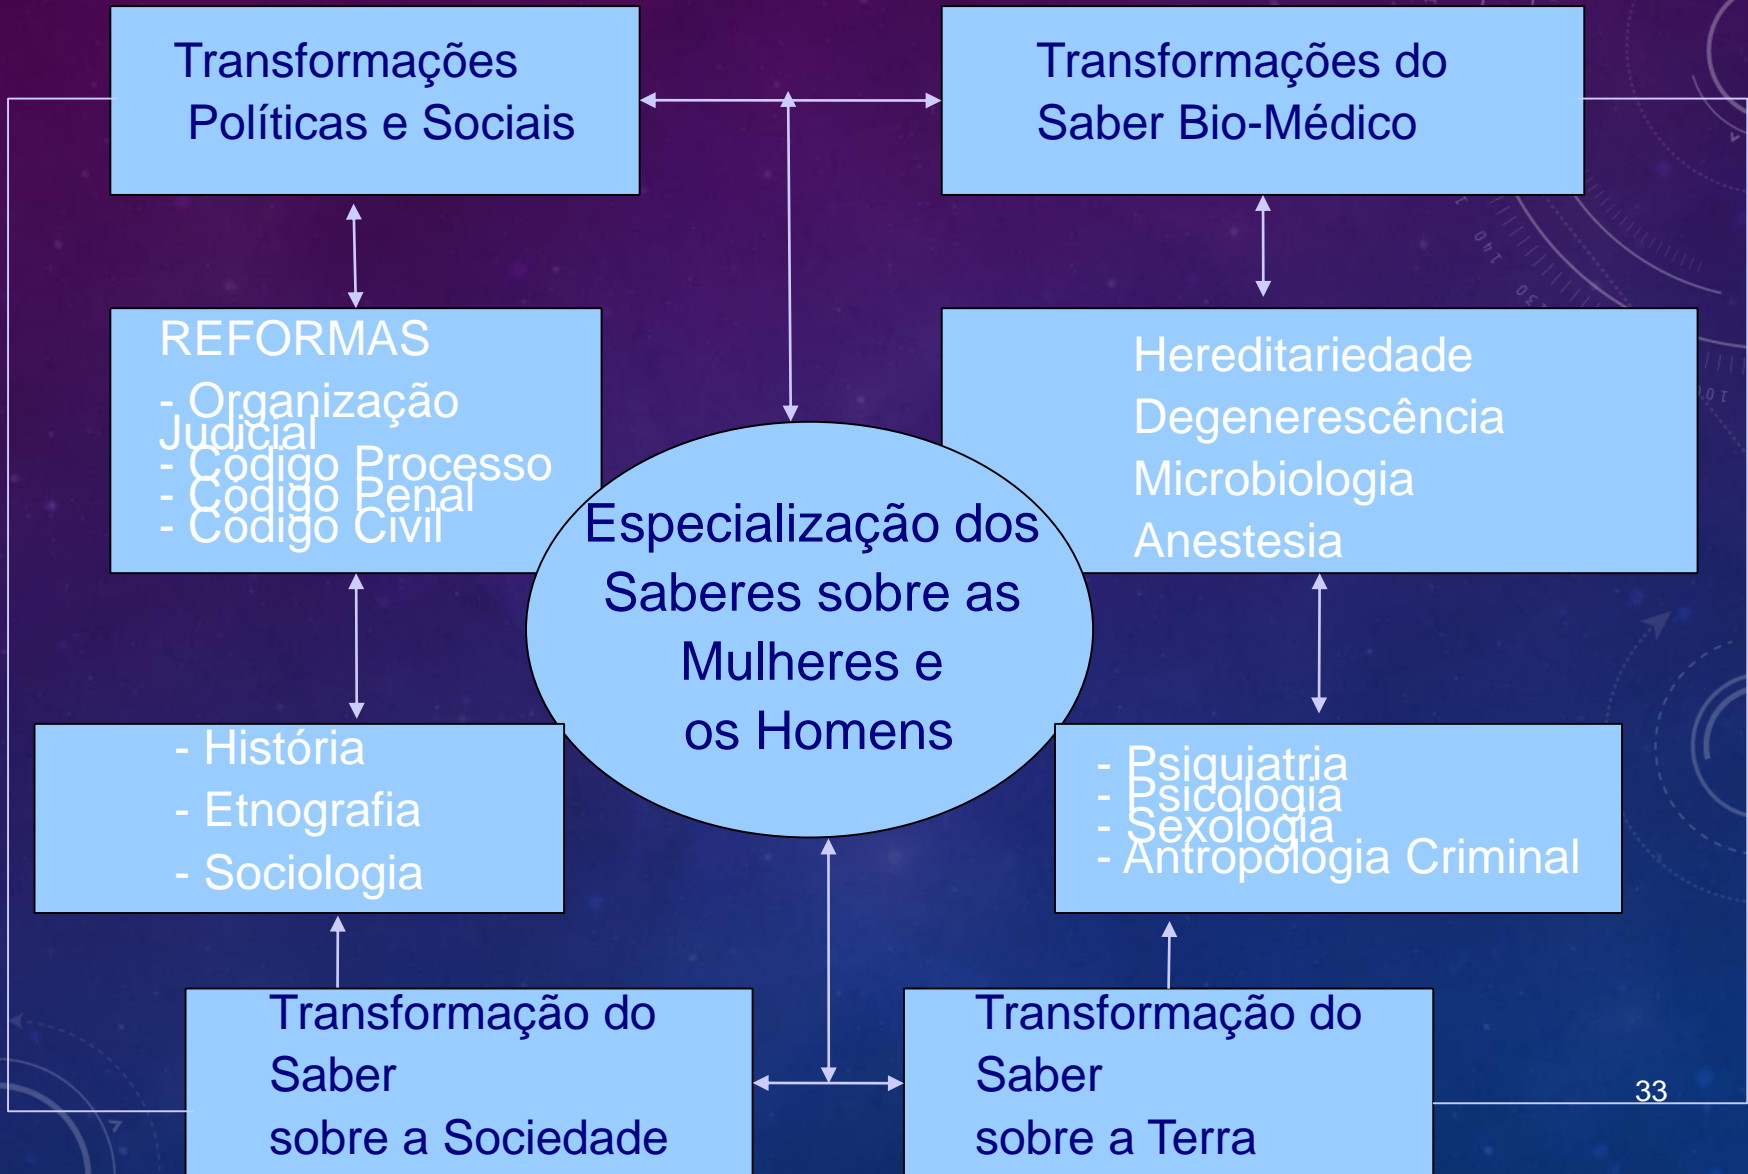 Transformações
Políticas e Sociais
Transformações do
Saber Bio-Médico
REFORMAS
- Organização
Judicial
- Código Processo
- Código Penal
- Código Civil
Hereditariedade
Degenerescência
Microbiologia
Anestesia
Especialização dos
Saberes sobre as
Mulheres e
os Homens
- História
- Etnografia
- Sociologia
- Psiquiatria
- Psicologia
- Sexologia
- Antropologia Criminal
Transformação do
Saber
sobre a Sociedade
Transformação do
Saber
sobre a Terra
33